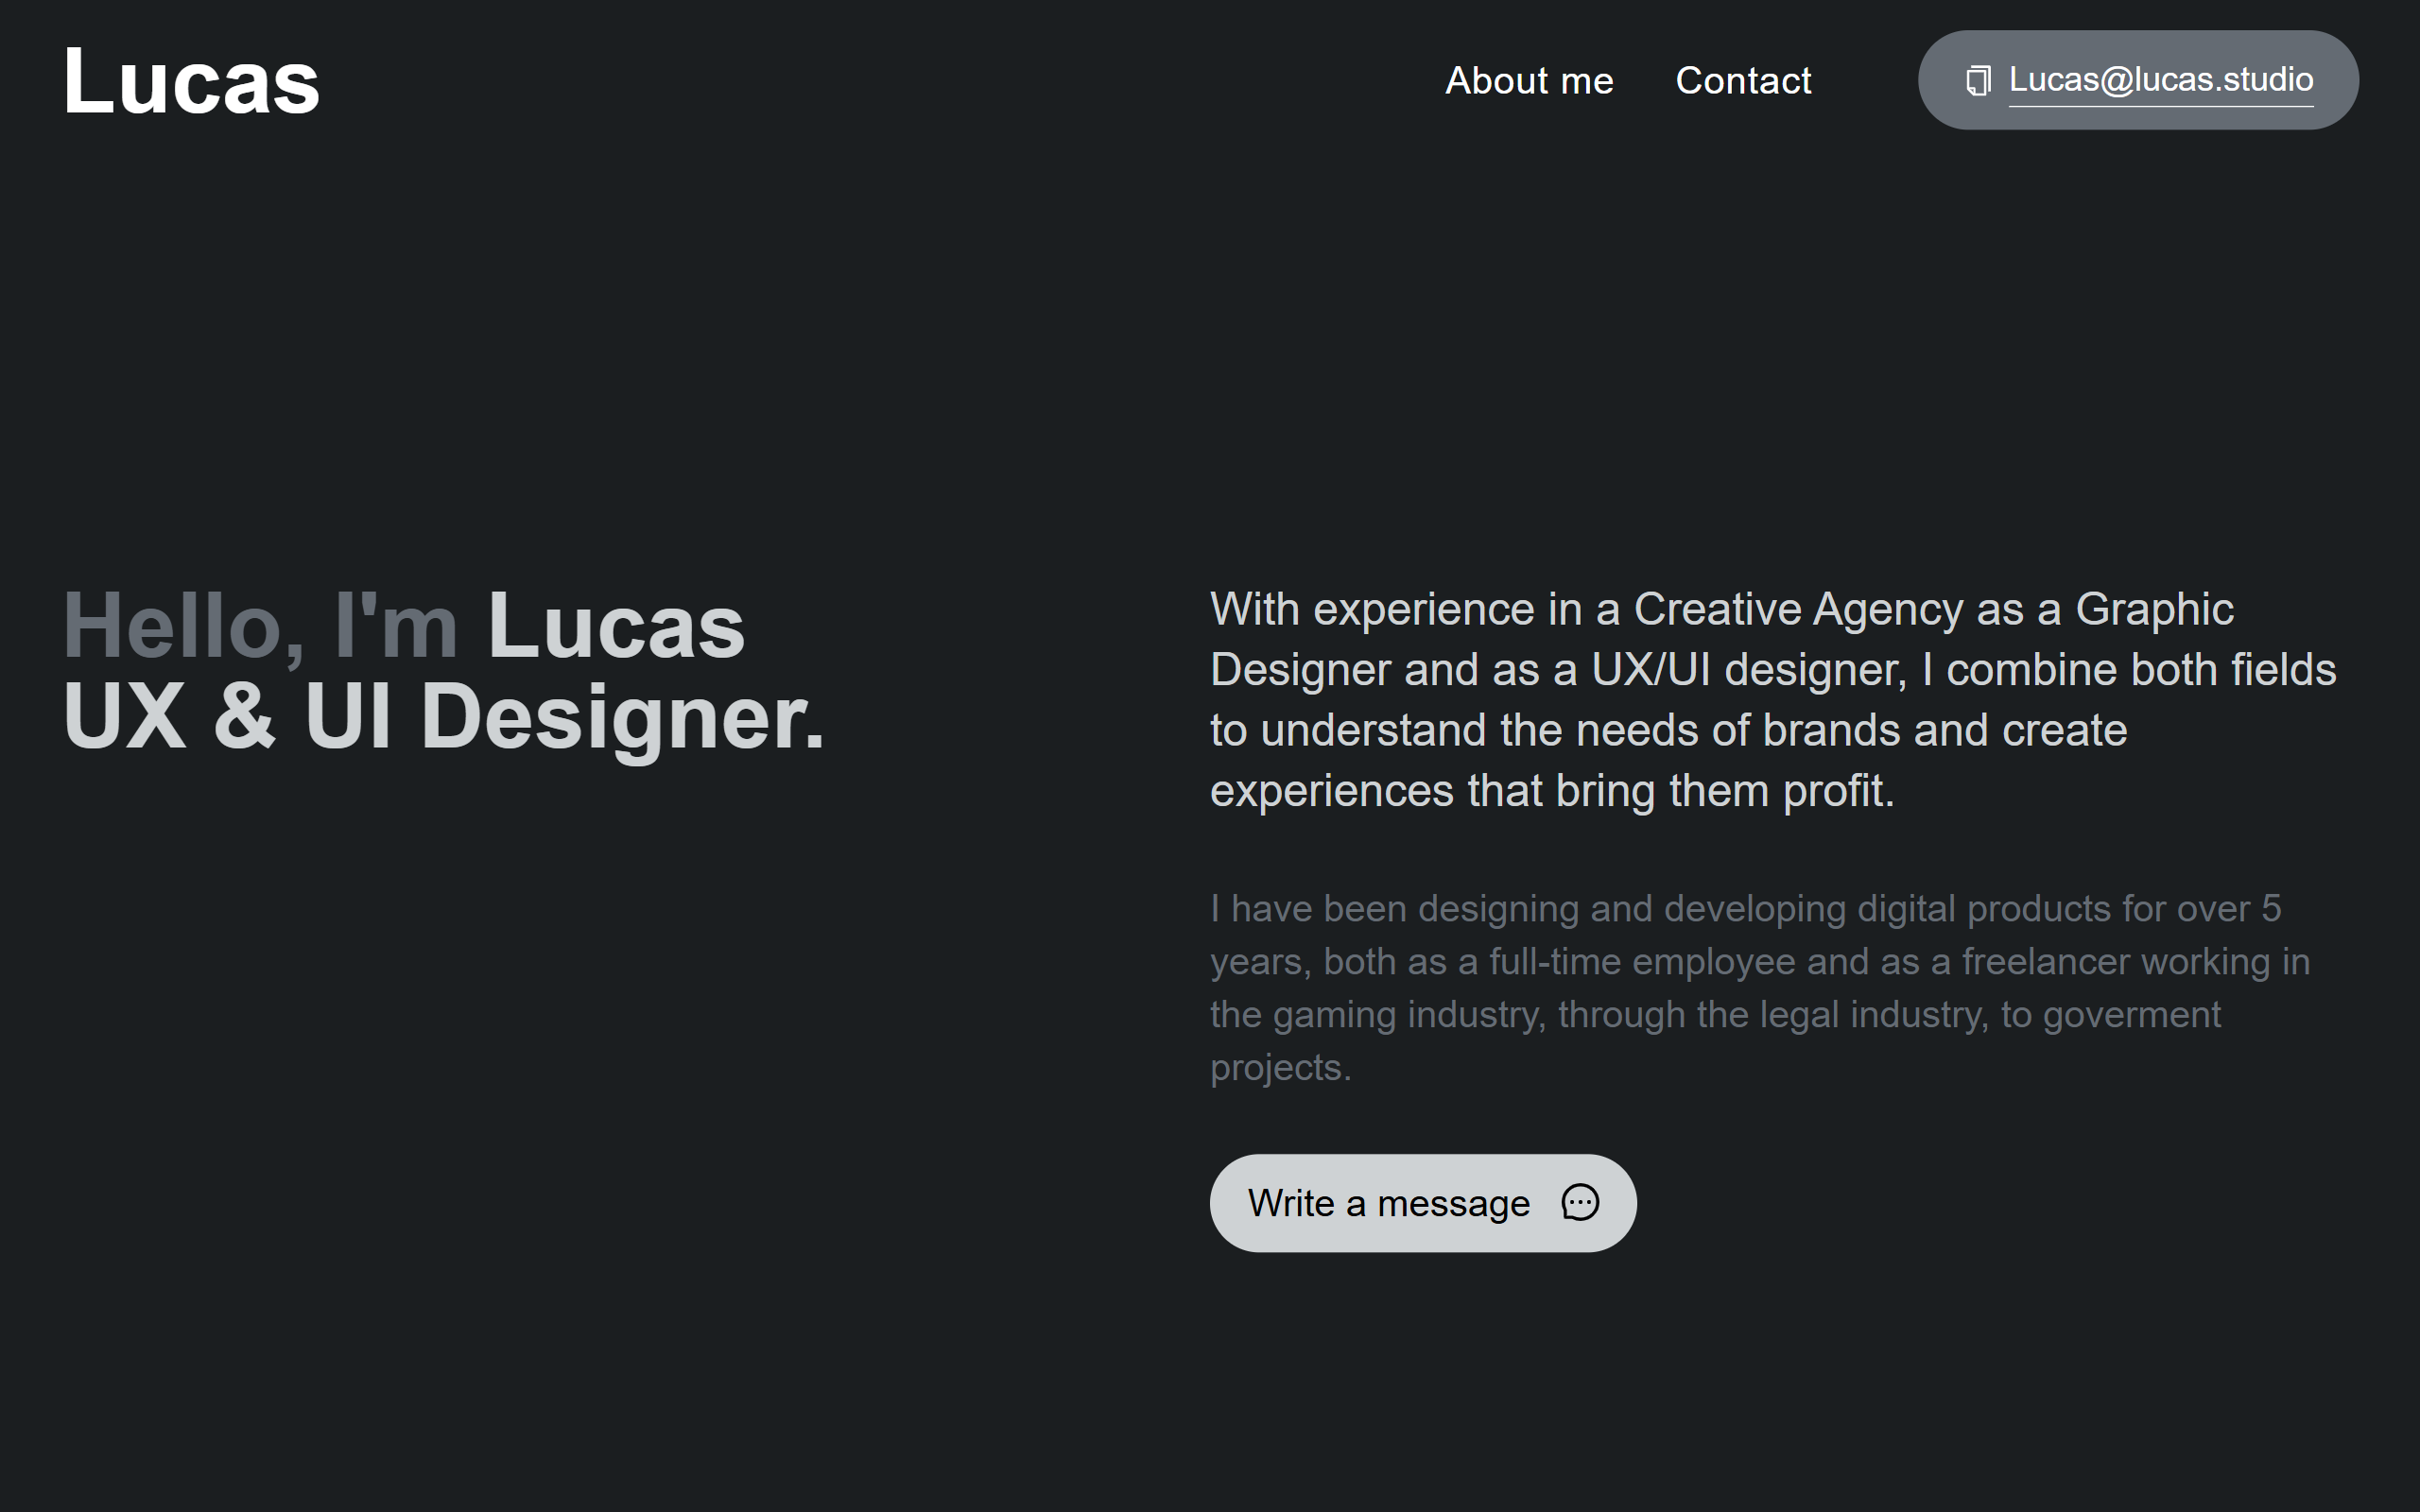 Lucas
About me
Contact
Lucas@lucas.studio
Hello, I'm Lucas
UX & UI Designer.
With experience in a Creative Agency as a Graphic
Designer and as a UX/UI designer, I combine both fields
to understand the needs of brands and create
experiences that bring them profit.
I have been designing and developing digital products for over 5
years, both as a full-time employee and as a freelancer working in
the gaming industry, through the legal industry, to goverment
projects.
Write a message